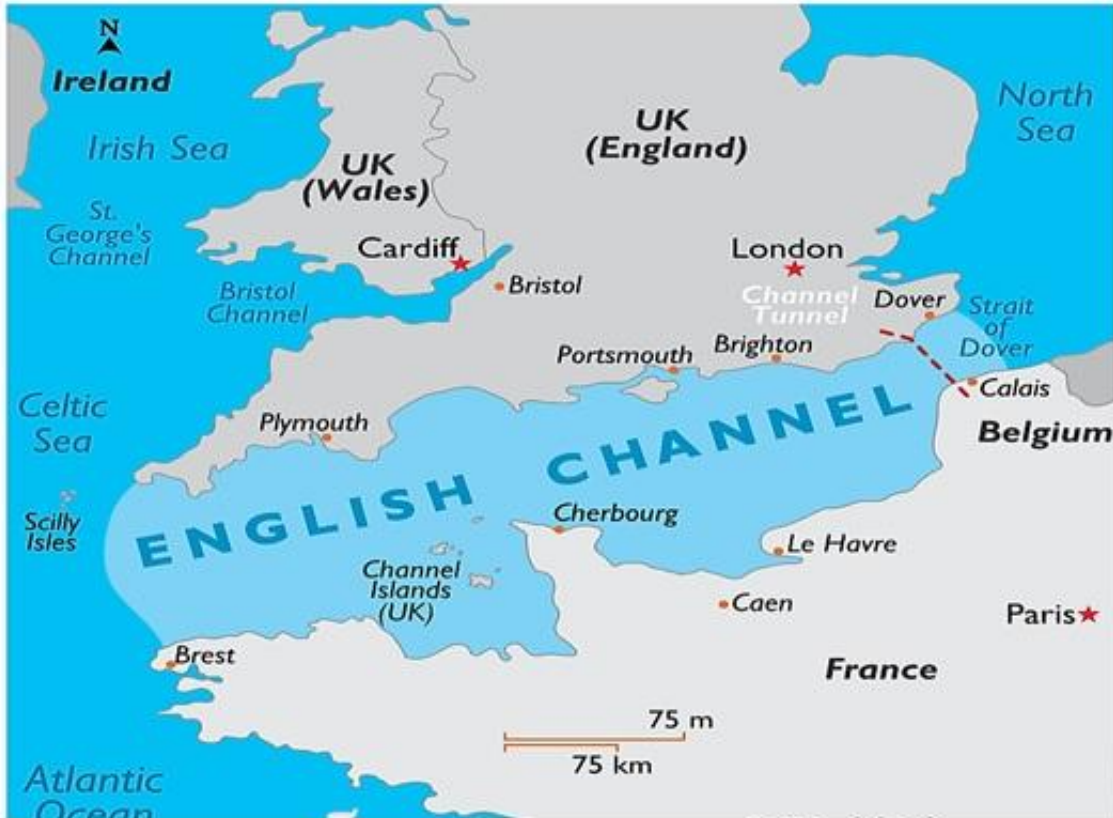 N
Ireland
Irish Sea
North
Sea
UK
(England)
UK
(Wales)
St.
George's
Channel
Cardiff
London
Bristol
Channel
Bristol
Channel
Tunnel
Dover
Strait
of
Dover
Portsmouth
Brighton
Calais
Celtic
Sea
Plymouth
Belgium
ENGLISH CHANNEL
Scilly
Isles
Cherbourg
Le Havre
Channel
Islands
(UK)
Caen
Paris
Brest
France
75 m
75 km
Atlantic
Ocean